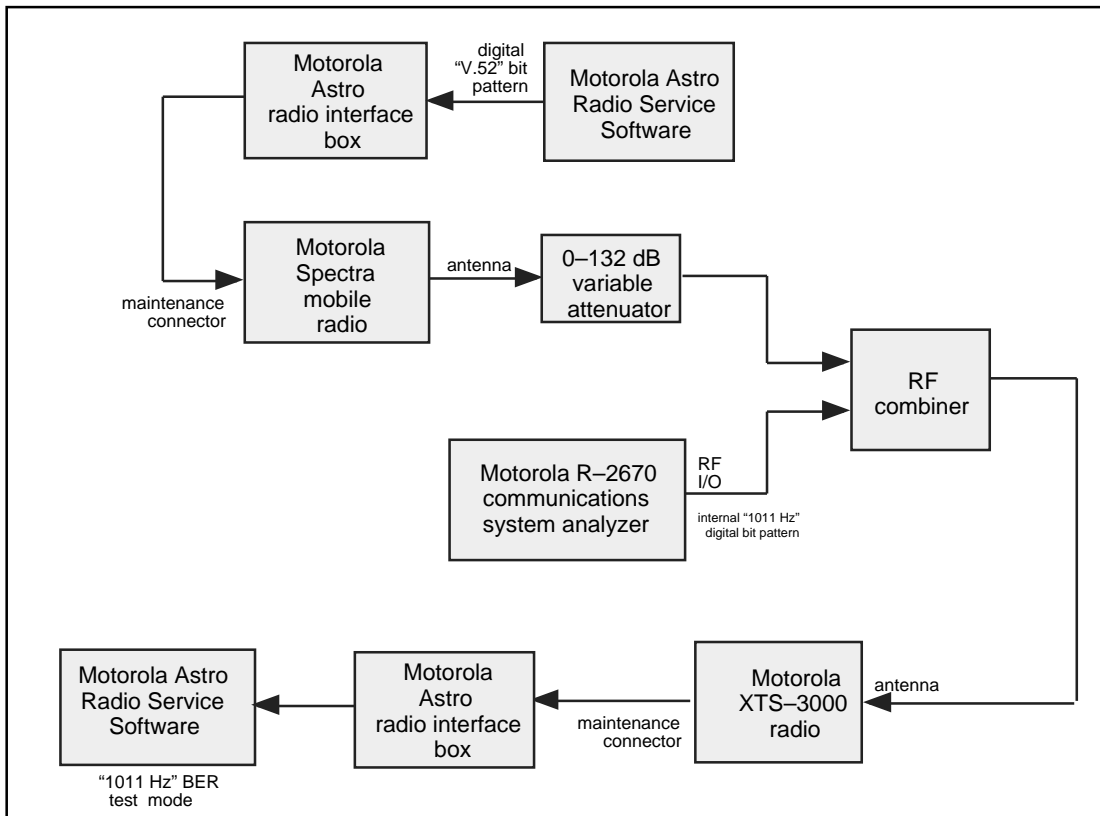 Motorola
Astro
radio interface
box
digital
“V.52” bit
pattern
Motorola Astro
Radio Service
Software
maintenance
connector
Motorola
Spectra
mobile
radio
antenna
0–132 dB
variable
attenuator
RF
combiner
Motorola R–2670
communications
system analyzer
RF
I/O
internal “1011 Hz”
digital bit pattern
Motorola Astro
Radio Service
Software
“1011 Hz” BER
test mode
Motorola
Astro
radio interface
box
maintenance
connector
Motorola
XTS–3000
radio
antenna